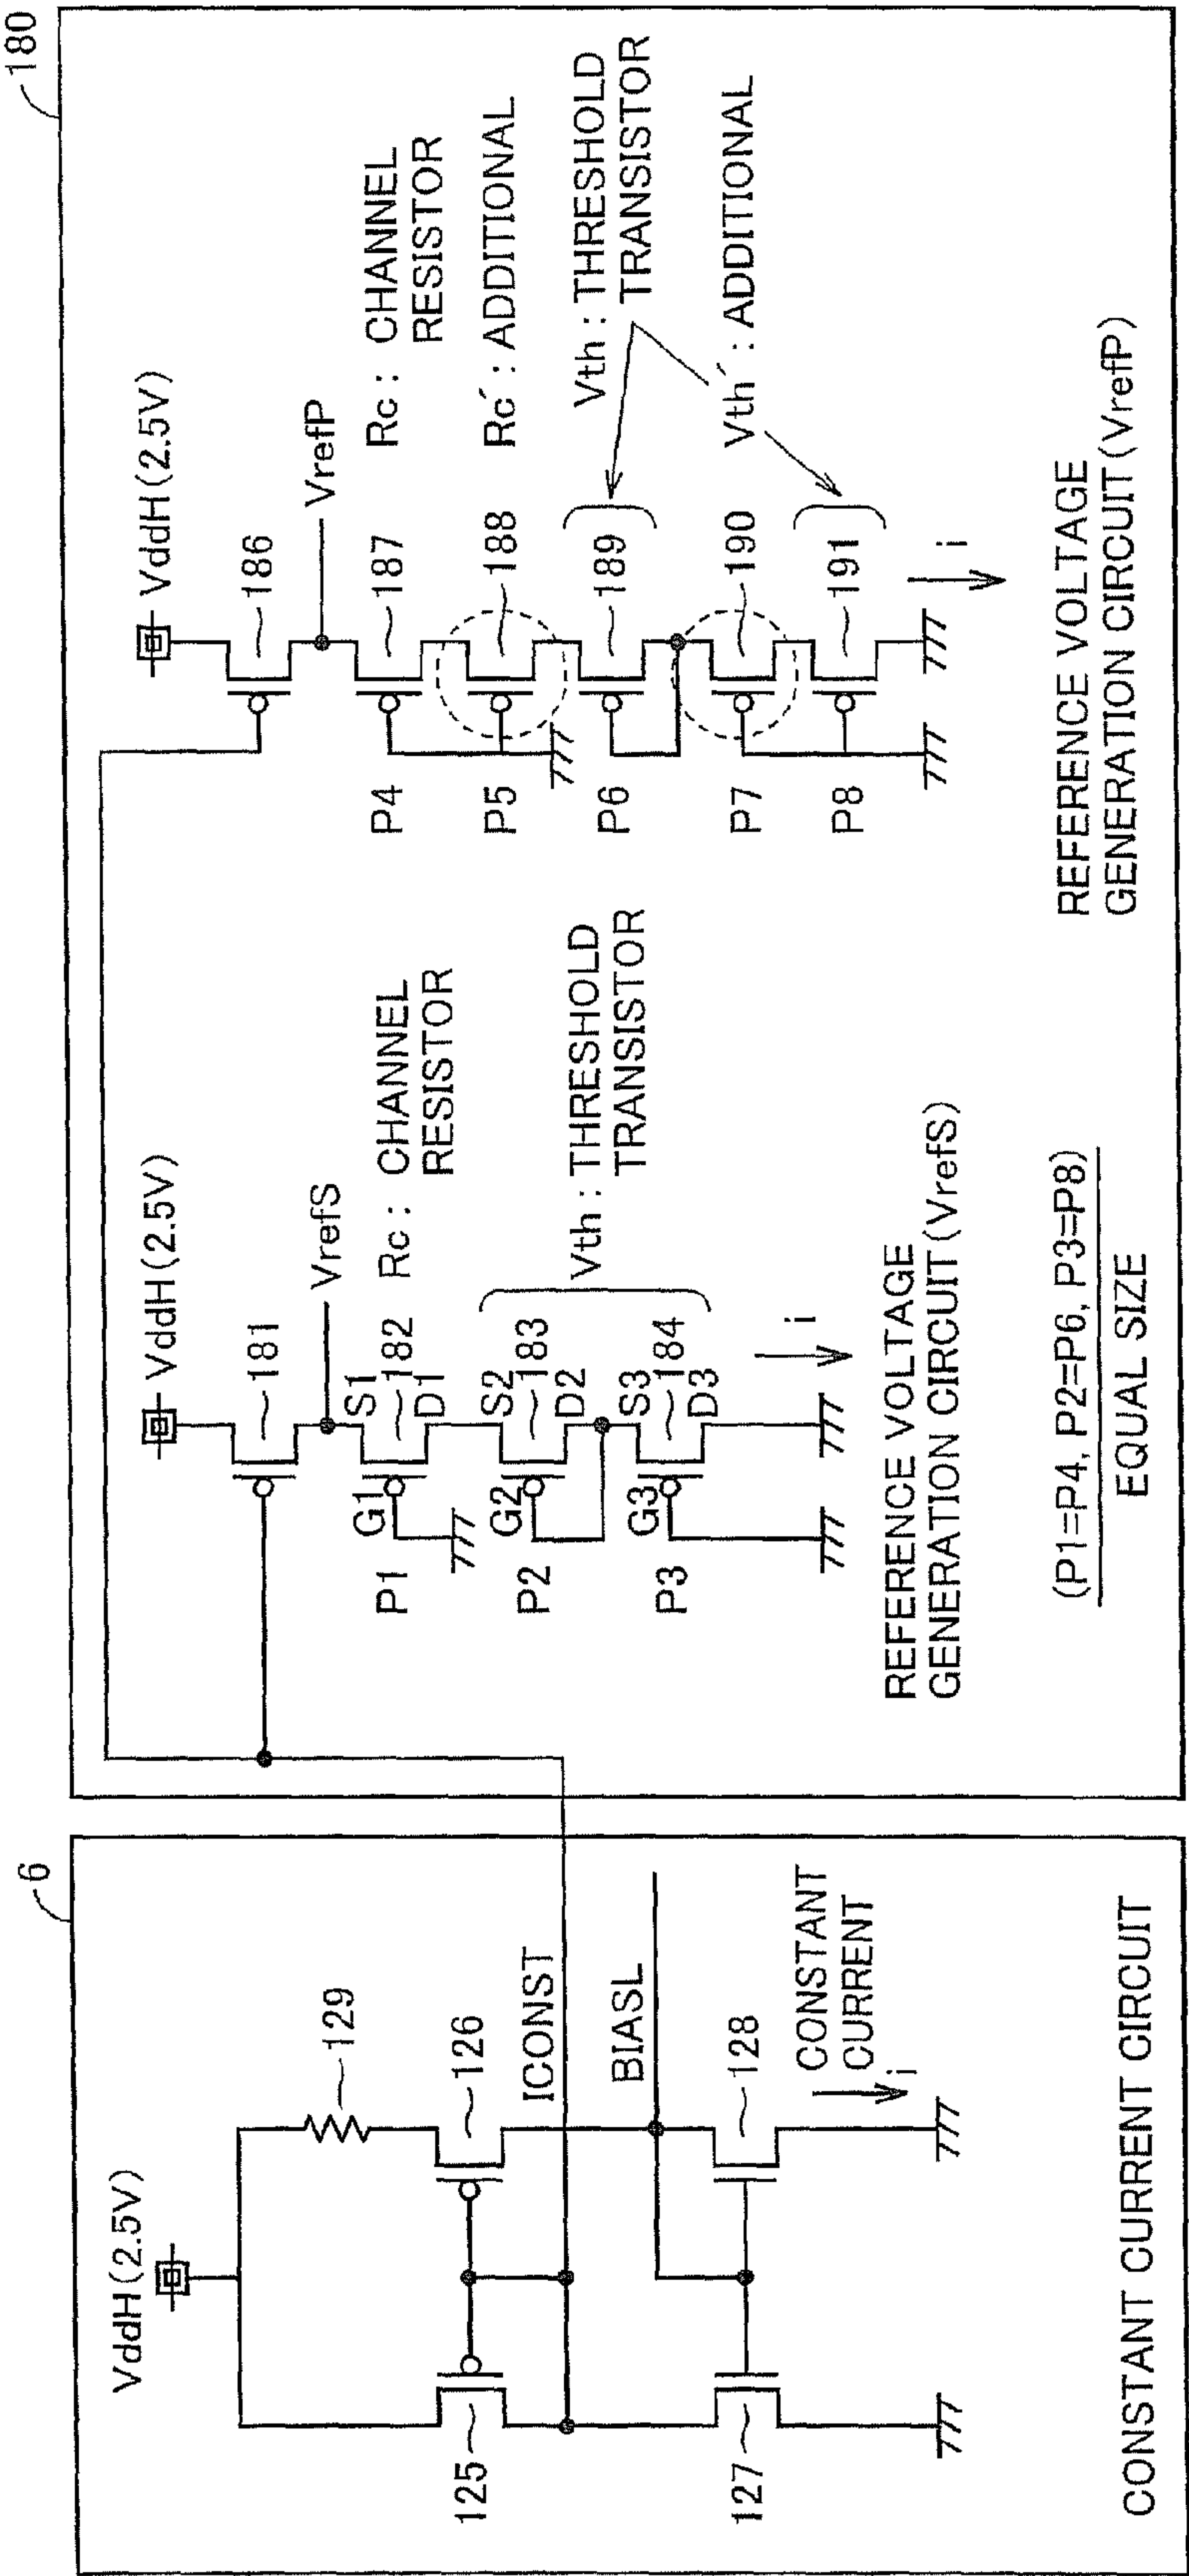 6
VddH(2.5V)
129
125
126
ICONST
BIASL
127
128
CONSTANT
CURRENT
i
CONSTANT CURRENT CIRCUIT
180
VddH(2.5V)
181
VrefS
P1
G1
S1
182
D1
Rc : CHANNEL
RESISTOR
P2
G2
S2
183
D2
Vth : THRESHOLD
TRANSISTOR
P3
G3
S3
184
D3
i
REFERENCE VOLTAGE
GENERATION CIRCUIT(VrefS)
(P1=P4, P2=P6, P3=P8)
EQUAL SIZE
VddH(2.5V)
186
VrefP
P4
187
Rc : CHANNEL
RESISTOR
P5
188
Rc´ : ADDITIONAL
P6
189
Vth : THRESHOLD
TRANSISTOR
P7
190
Vth´ : ADDITIONAL
P8
191
i
REFERENCE VOLTAGE
GENERATION CIRCUIT(VrefP)